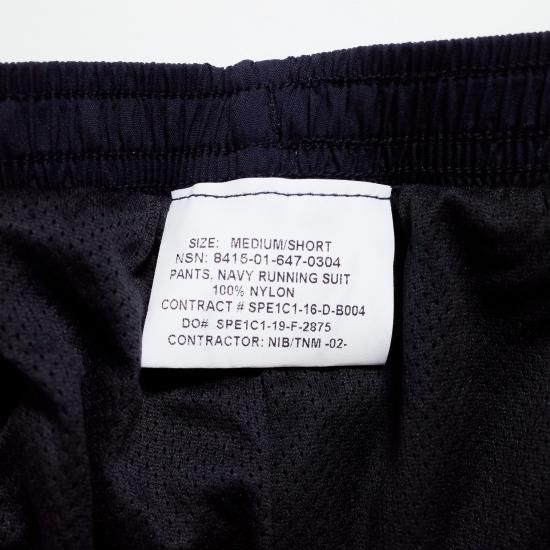 SIZE: MEDIUM/SHORT
NSN: 8415-01-647-0304
PANTS, NAVY RUNNING SUIT
100% NYLON
CONTRACT # SPE1C1-16-D-B004
DO# SPE1C1-19-F-2875
CONTRACTOR: NIB/TNM -02-